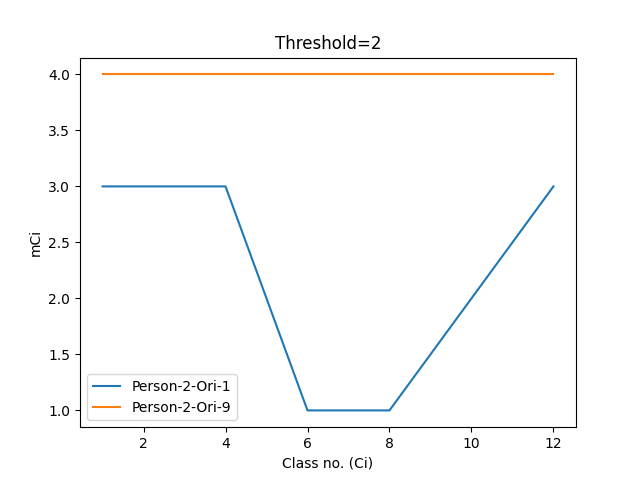 Threshold=2
4.0
3.5
3.0
2.5
2.0
1.5
1.0
mCi
Person-2-Ori-1
Person-2-Ori-9
2 4 6 8 10 12
Class no. (Ci)